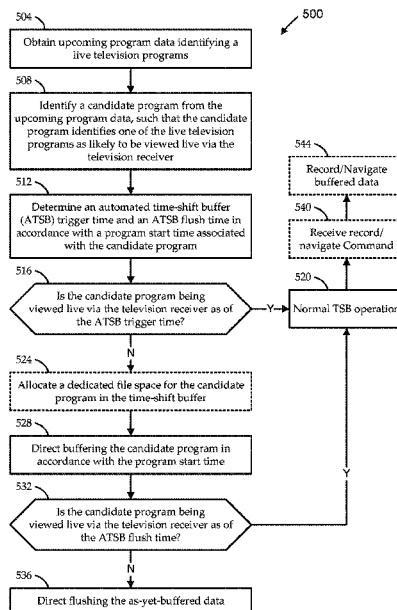 500
504
Obtain upcoming program data identifying a
live television programs
508
Identify a candidate program from the
upcoming program data, such that the candidate
program identifies one of the live television
programs as likely to be viewed live via the
television receiver
512
Determine an automated time-shift buffer
(ATSB) trigger time and an ATSB flush time in
accordance with a program start time associated
with the candidate program
516
Is the candidate program being
viewed live via the television receiver as of
the ATSB trigger time?
Y
N
544
Record/Navigate
buffered data
540
Receive record/
navigate Command
520
Normal TSB operation
524
Allocate a dedicated file space for the candidate
program in the time-shift buffer
528
Direct buffering the candidate program in
accordance with the program start time
532
Is the candidate program being
viewed live via the television receiver as of
the ATSB flush time?
Y
N
536
Direct flushing the as-yet-buffered data